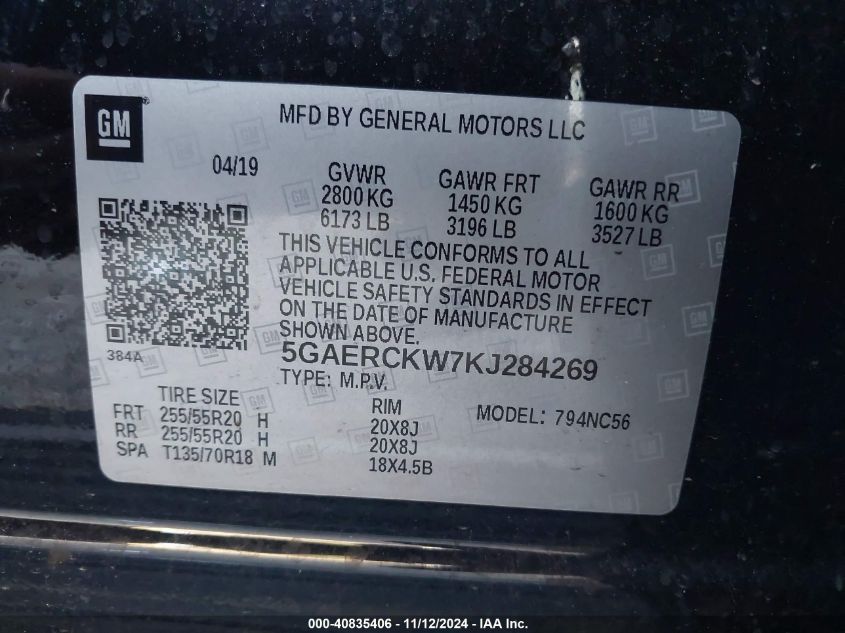 GM
MFD BY GENERAL MOTORS LLC
04/19
GVWR
2800 KG
6173 LB
GAWR FRT
1450 KG
3196 LB
GAWR RR
1600 KG
3527 LB
THIS VEHICLE CONFORMS TO ALL
APPLICABLE U.S. FEDERAL MOTOR
VEHICLE SAFETY STANDARDS IN EFFECT
ON THE DATE OF MANUFACTURE
SHOWN ABOVE.
384A
5GAERCKW7KJ284269
TYPE: M.P.V.
MODEL: 794NC56
TIRE SIZE RIM
FRT 255/55R20 H 20X8J
RR 255/55R20 H 20X8J
SPA T135/70R18 M 18X4.5B
000-40835406 - 11/12/2024 - IAA Inc.